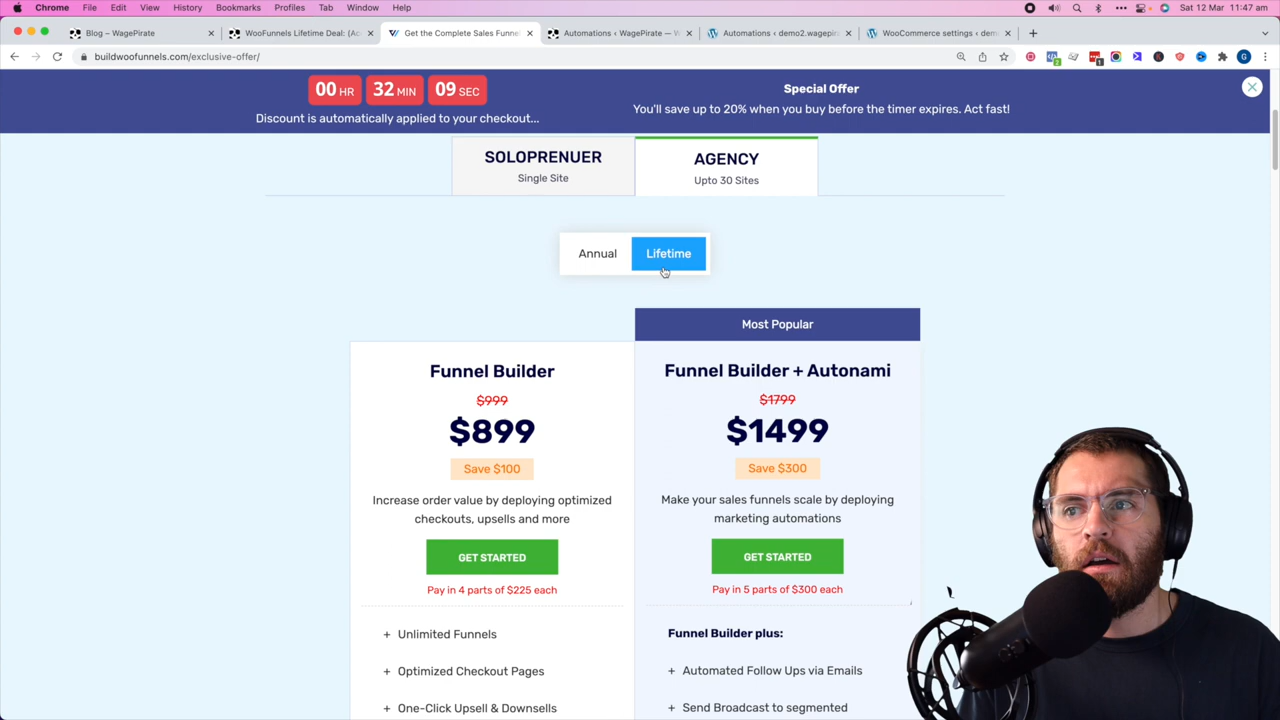 Chrome File Edit View History Bookmarks Profiles Tab Window Help Sat 12 Mar 11:47 am
Blog – WagePirate
WooFunnels Lifetime Deal: (Ac
Get the Complete Sales Funne
Automations ‹ WagePirate — W
Automations ‹ demo2.wagepir
WooCommerce settings ‹ dem
buildwoofunnels.com/exclusive-offer/
00 HR 32 MIN 09 SEC
Discount is automatically applied to your checkout...
Special Offer
You'll save up to 20% when you buy before the timer expires. Act fast!
SOLOPRENUER
Single Site
AGENCY
Upto 30 Sites
Annual Lifetime
Most Popular
Funnel Builder
$999
$899
Save $100
Increase order value by deploying optimized
checkouts, upsells and more
GET STARTED
Pay in 4 parts of $225 each
+ Unlimited Funnels
+ Optimized Checkout Pages
+ One-Click Upsell & Downsells
Funnel Builder + Autonami
$1799
$1499
Save $300
Make your sales funnels scale by deploying
marketing automations
GET STARTED
Pay in 5 parts of $300 each
Funnel Builder plus:
+ Automated Follow Ups via Emails
+ Send Broadcast to segmented